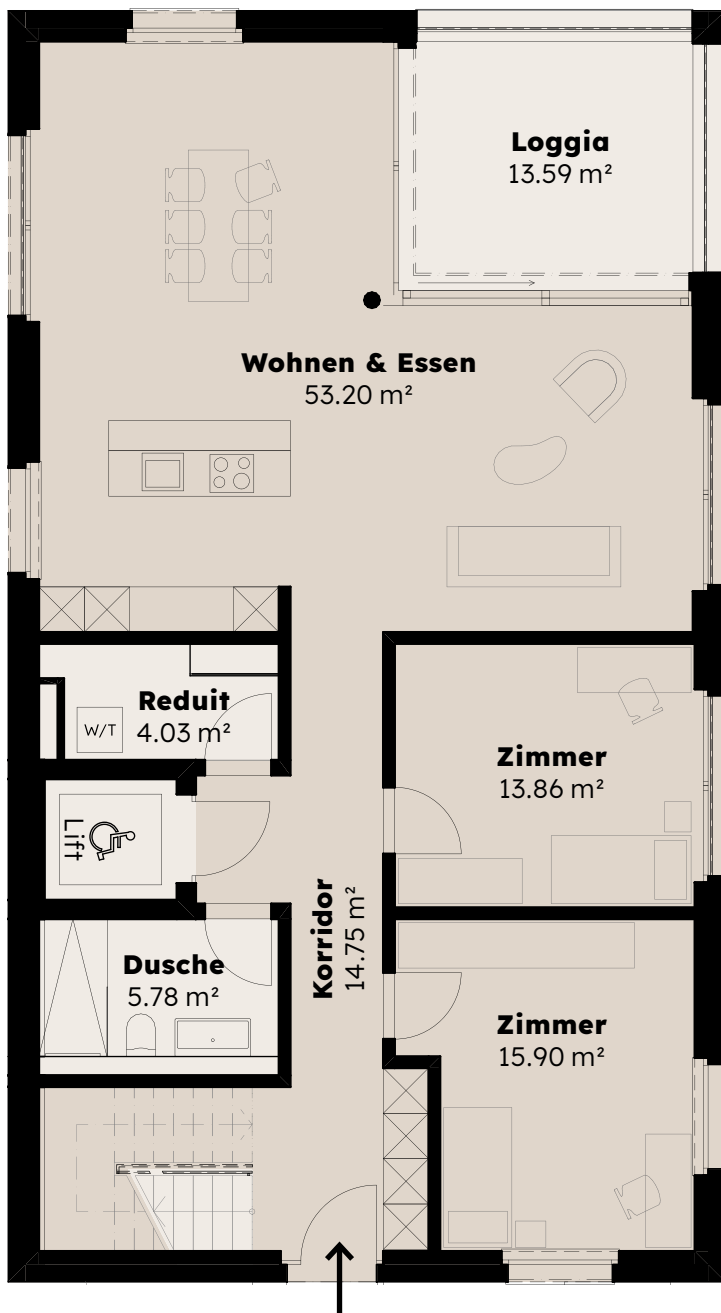 Loggia
13.59 m²
Wohnen & Essen
53.20 m²
Reduit
4.03 m²
W/T
Zimmer
13.86 m²
Lift
Korridor
14.75 m²
Dusche
5.78 m²
Zimmer
15.90 m²